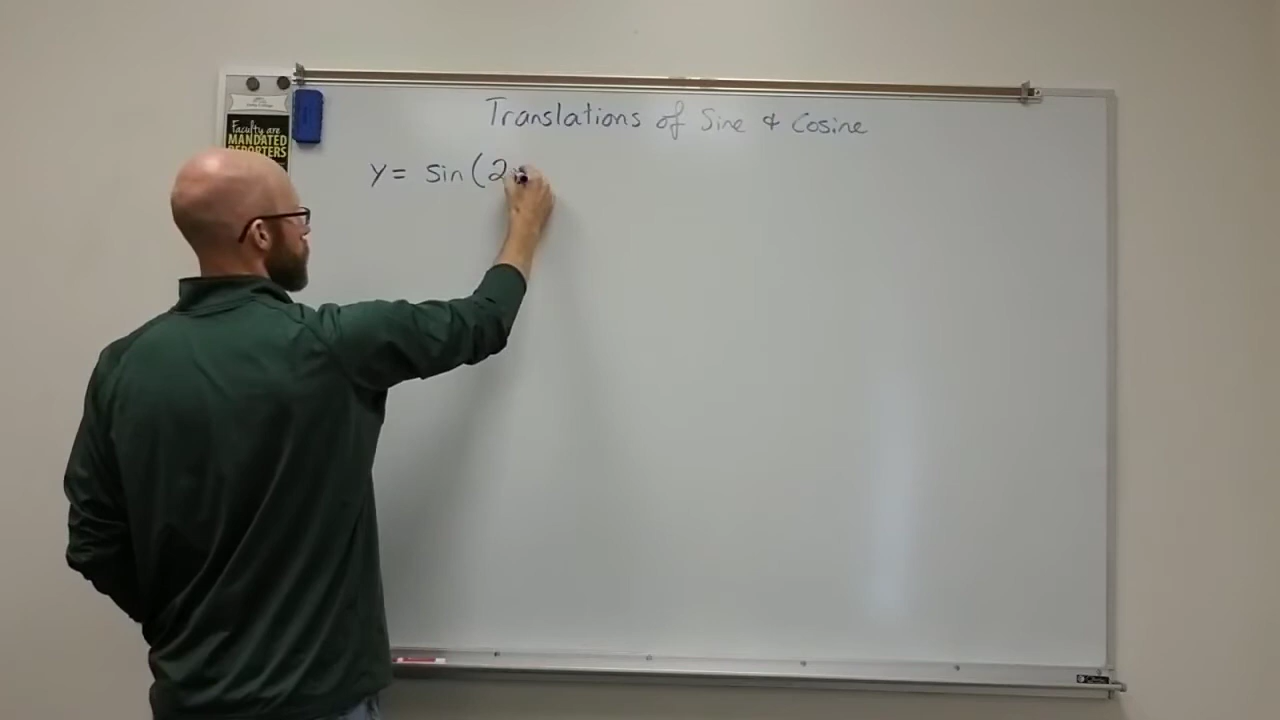 Translations of Sine & Cosine
Faculty are
MANDATED
REPORTERS
y = sin(2